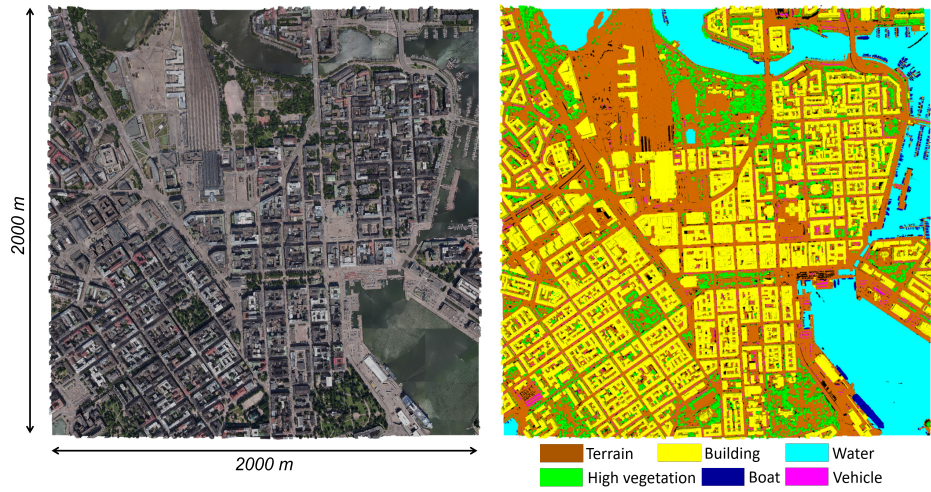 2000 m
2000 m
Terrain
Building
Water
High vegetation
Boat
Vehicle